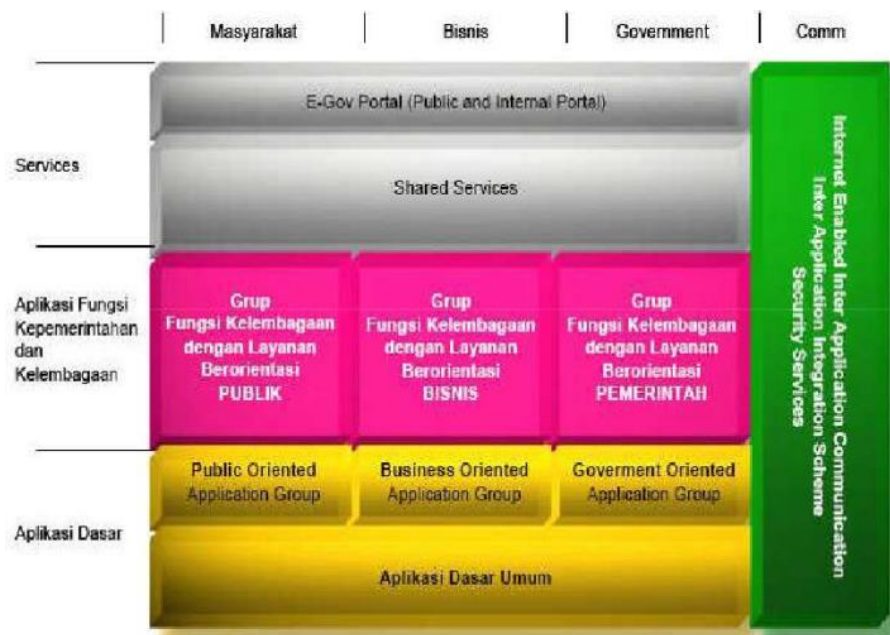 Masyarakat
Bisnis
Government
Comm
Services
E-Gov Portal (Public and Internal Portal)
Shared Services
Aplikasi Fungsi
Kepemerintahan
dan
Kelembagaan
Grup
Fungsi Kelembagaan
dengan Layanan
Berorientasi
PUBLIK
Grup
Fungsi Kelembagaan
dengan Layanan
Berorientasi
BISNIS
Grup
Fungsi Kelembagaan
dengan Layanan
Berorientasi
PEMERINTAH
Aplikasi Dasar
Public Oriented
Application Group
Business Oriented
Application Group
Goverment Oriented
Application Group
Aplikasi Dasar Umum
Internet Enabled Inter Application Communication
Inter Application Integration Scheme
Security Services